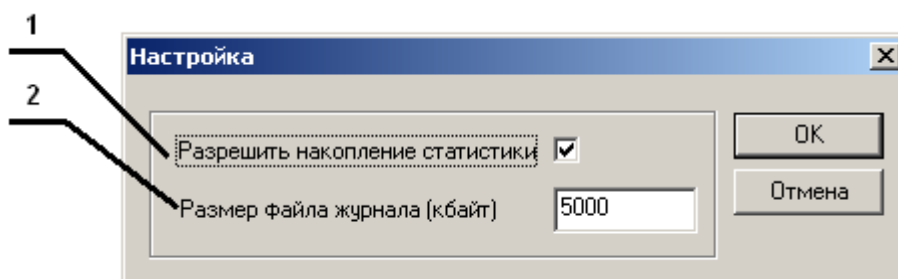 1
Настройка
2
Разрешить накопление статистики
OK
Размер файла журнала (кбайт) 5000
Отмена